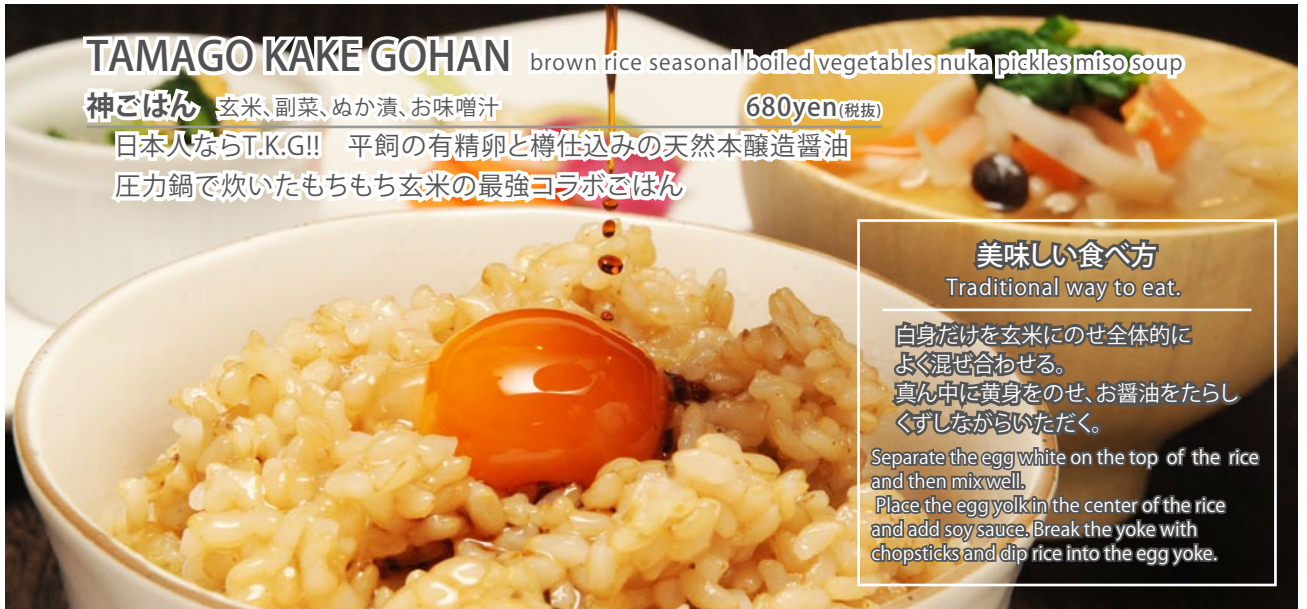 TAMAGO KAKE GOHAN brown rice seasonal boiled vegetables nuka pickles miso soup
神ごはん 玄米、副菜、ぬか漬、お味噌汁 680yen(税抜)
日本人ならT.K.G!! 平飼の有精卵と樽仕込みの天然本醸造醤油
圧力鍋で炊いたもちもち玄米の最強コラボごはん
美味しい食べ方
Traditional way to eat.
白身だけを玄米にのせ全体的に
よく混ぜ合わせる。
真ん中に黄身をのせ、お醤油をたらし
くずしながらいただく。
Separate the egg white on the top of the rice
and then mix well.
Place the egg yolk in the center of the rice
and add soy sauce. Break the yoke with
chopsticks and dip rice into the egg yoke.